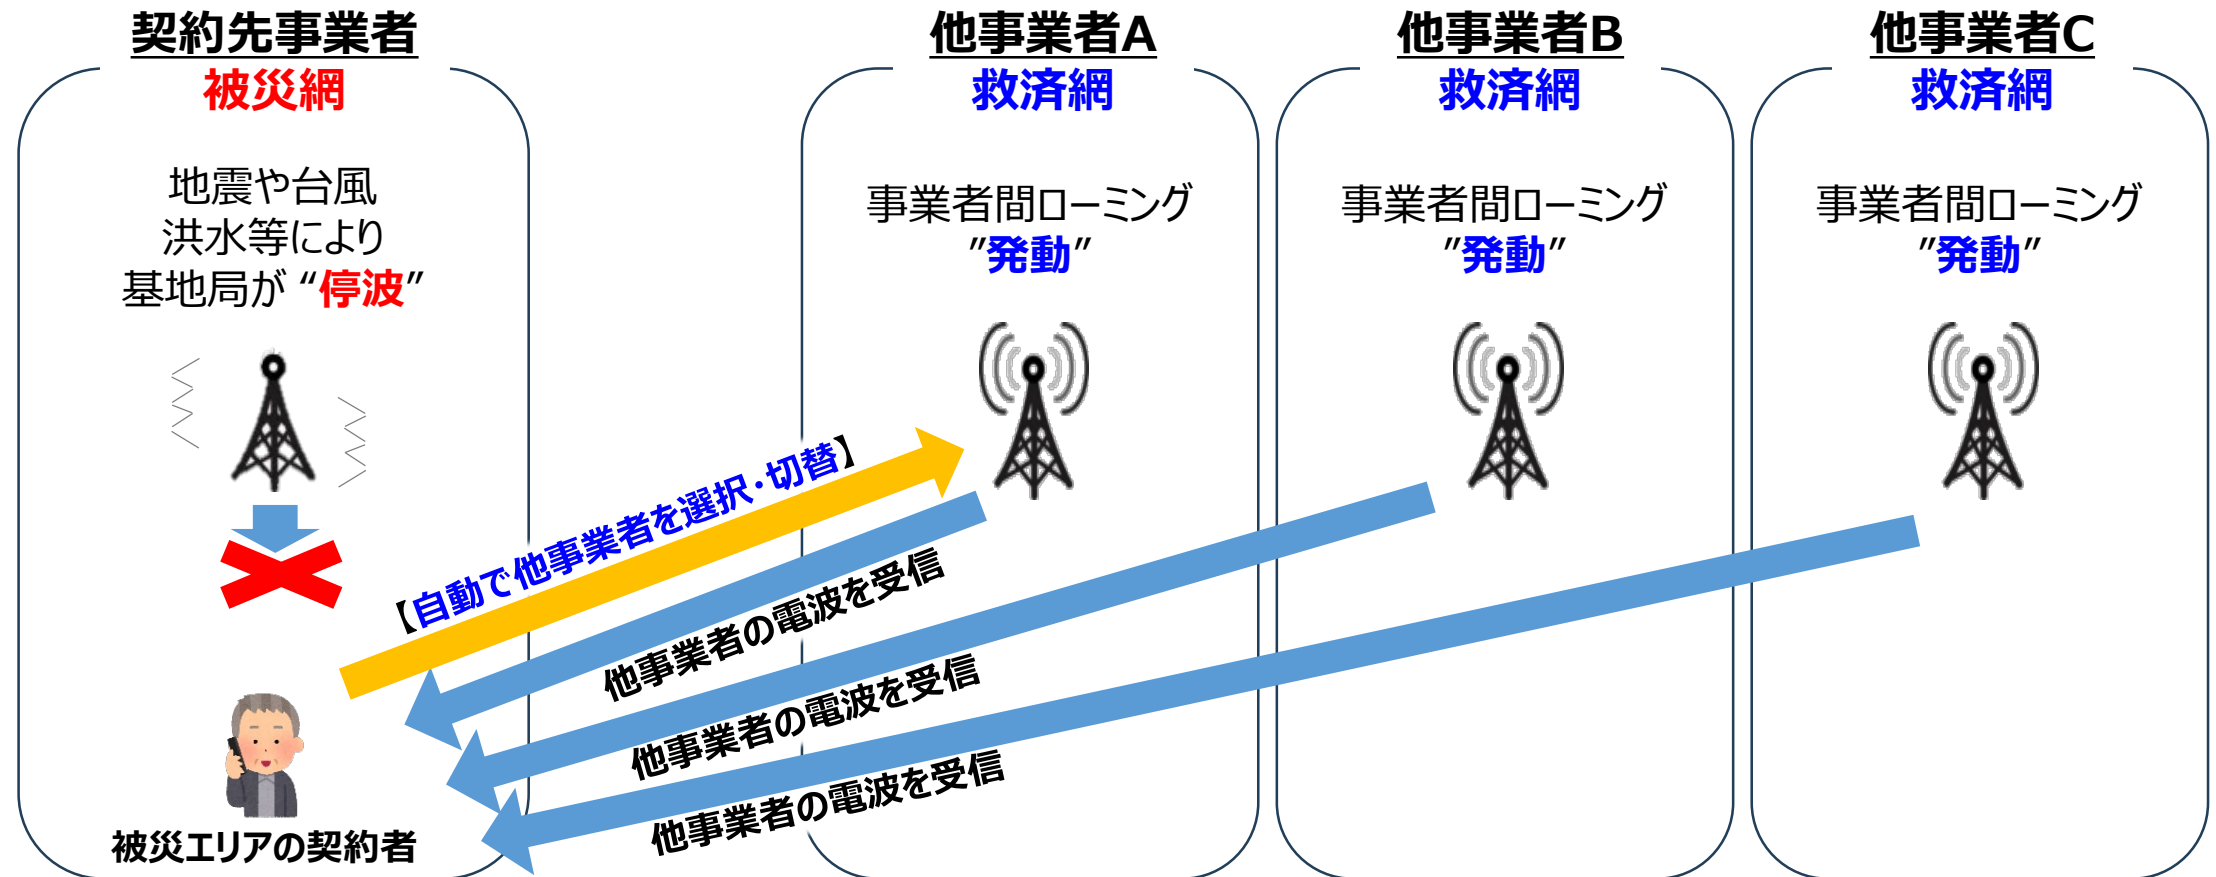 契約先事業者
被災網
地震や台風
洪水等により
基地局が “停波”
被災エリアの契約者
【自動で他事業者を選択・切替】
他事業者の電波を受信
他事業者の電波を受信
他事業者の電波を受信
他事業者A
救済網
事業者間ローミング
”発動”
他事業者B
救済網
事業者間ローミング
”発動”
他事業者C
救済網
事業者間ローミング
”発動”